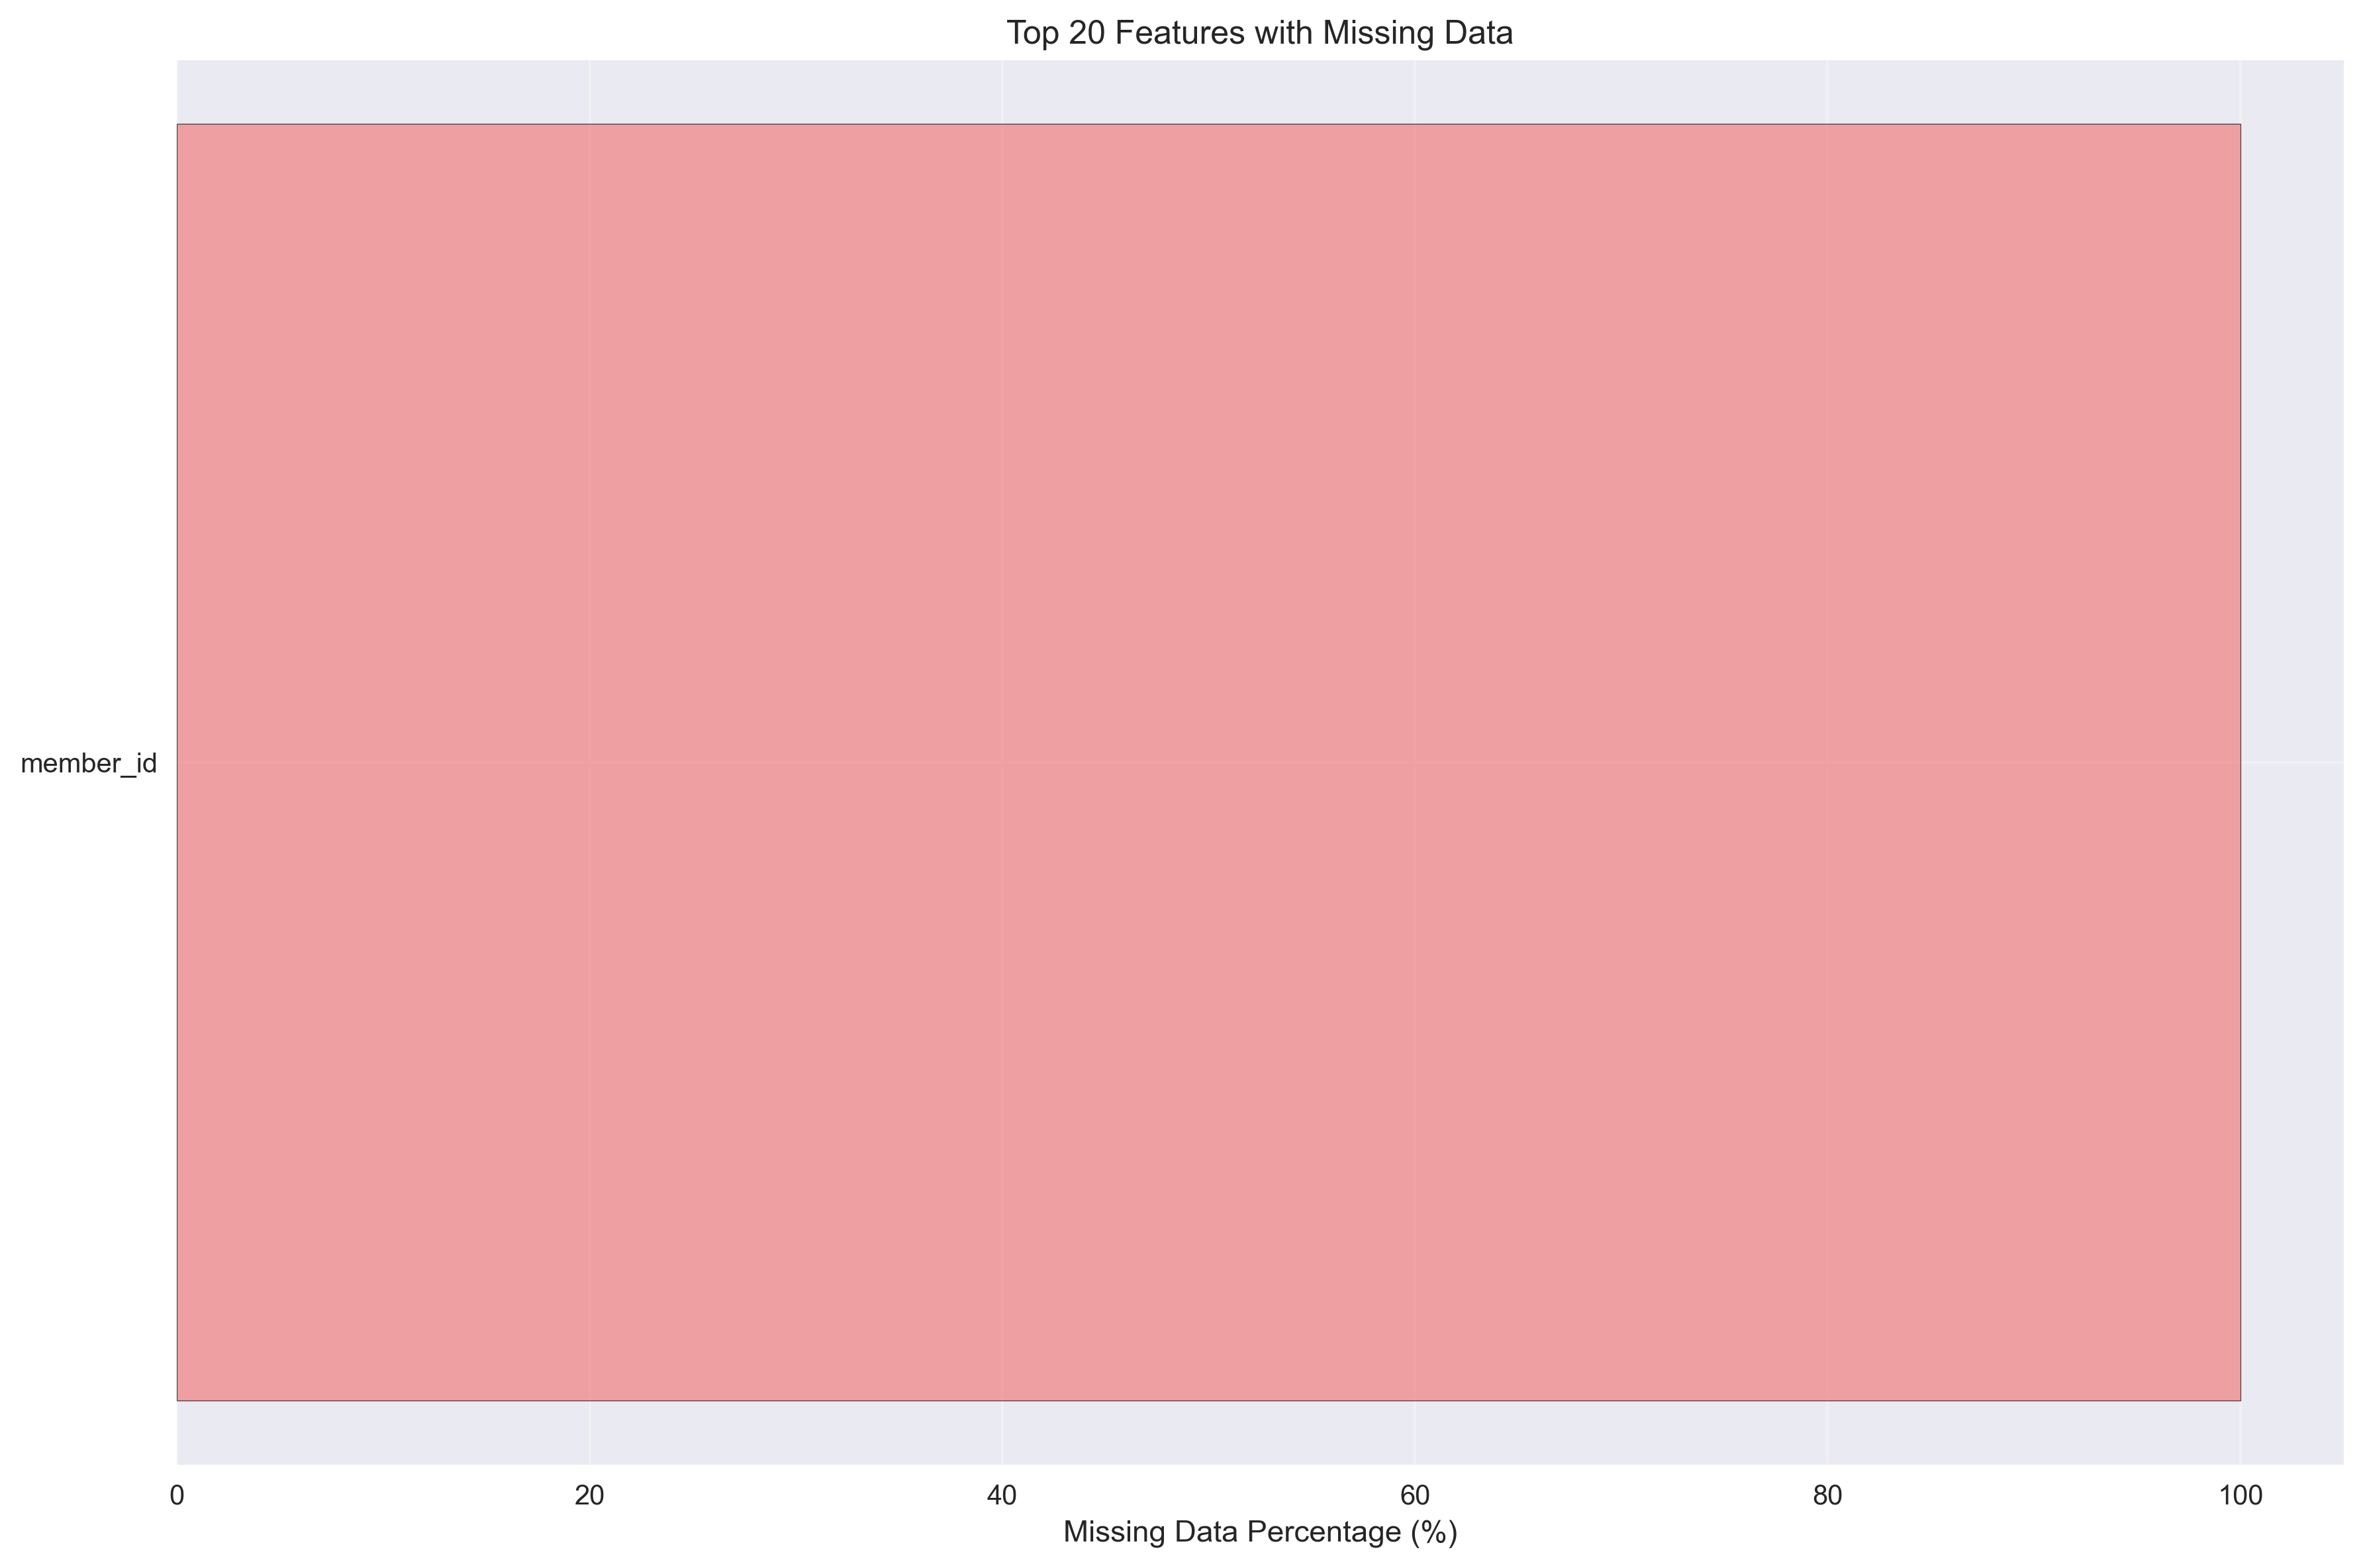 Top 20 Features with Missing Data
member_id
0 20 40 60 80 100
Missing Data Percentage (%)